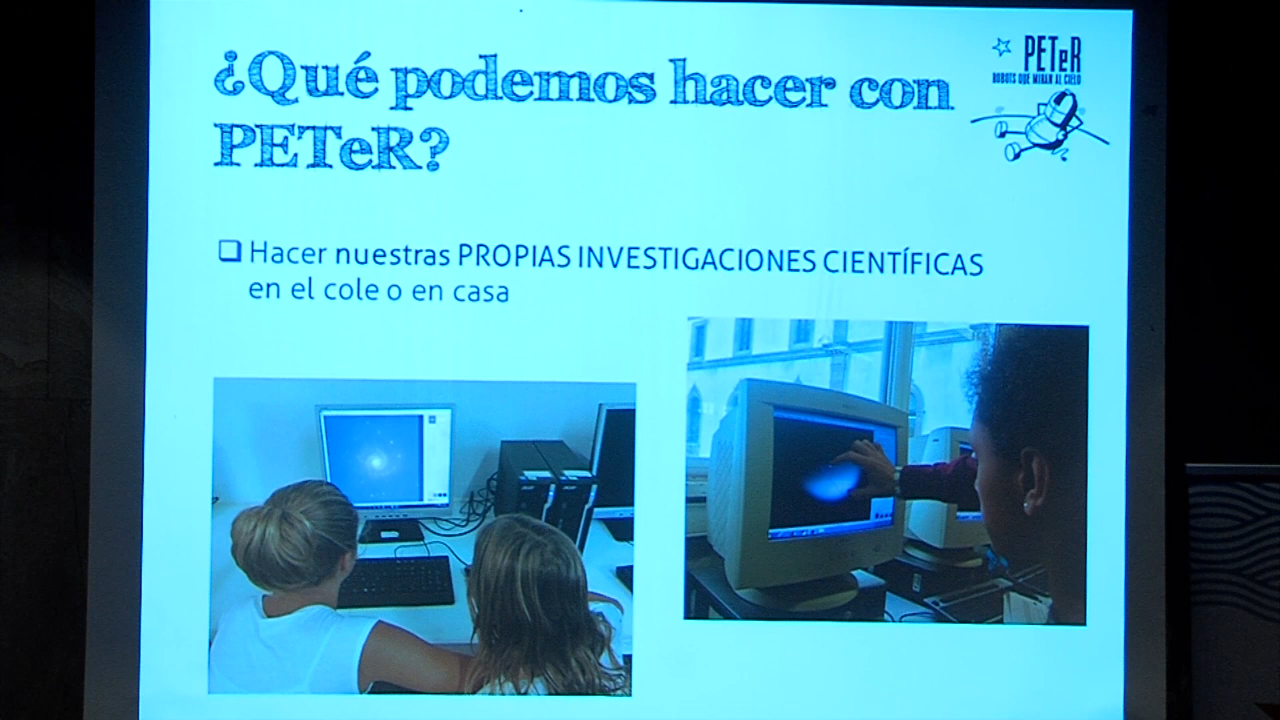 ¿Qué podemos hacer con
PETeR?
PETeR
ROBOTS QUE MIRAN AL CIELO
Hacer nuestras PROPIAS INVESTIGACIONES CIENTÍFICAS
en el cole o en casa